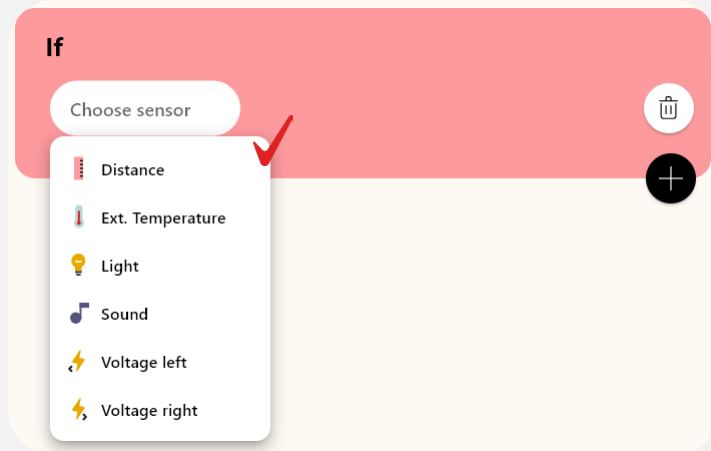 If
Choose sensor
Distance
Ext. Temperature
Light
Sound
Voltage left
Voltage right